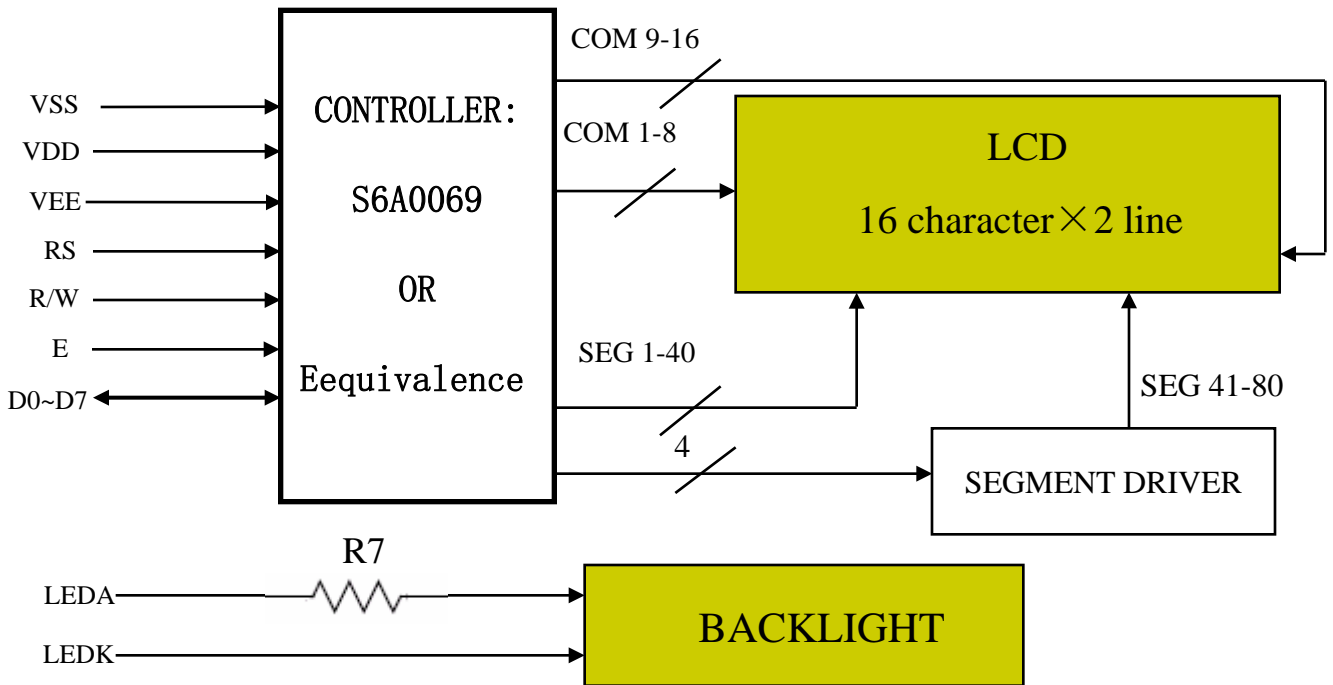 VSS
VDD
VEE
RS
R/W
E
D0~D7
CONTROLLER:
S6A0069
OR
Eequivalence
COM 9-16
COM 1-8
LCD
16 character×2 line
SEG 1-40
SEG 41-80
4
SEGMENT DRIVER
R7
LEDA
LEDK
BACKLIGHT